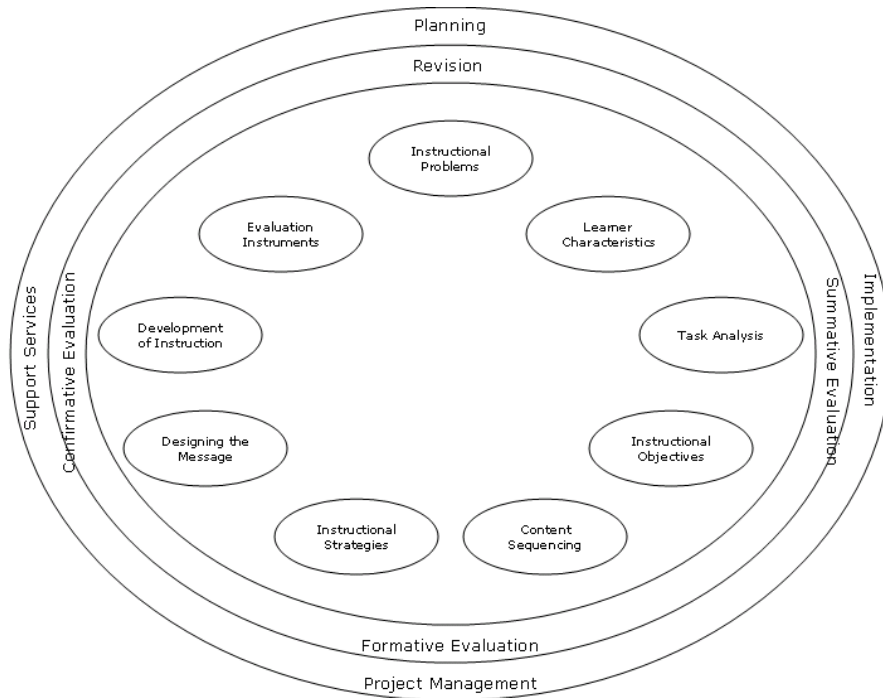 Planning
Revision
Instructional
Problems
Evaluation
Instruments
Learner
Characteristics
Support Services
Confirmative Evaluation
Development
of Instruction
Task Analysis
Summative Evaluation
Implementation
Designing the
Message
Instructional
Objectives
Instructional
Strategies
Content
Sequencing
Formative Evaluation
Project Management